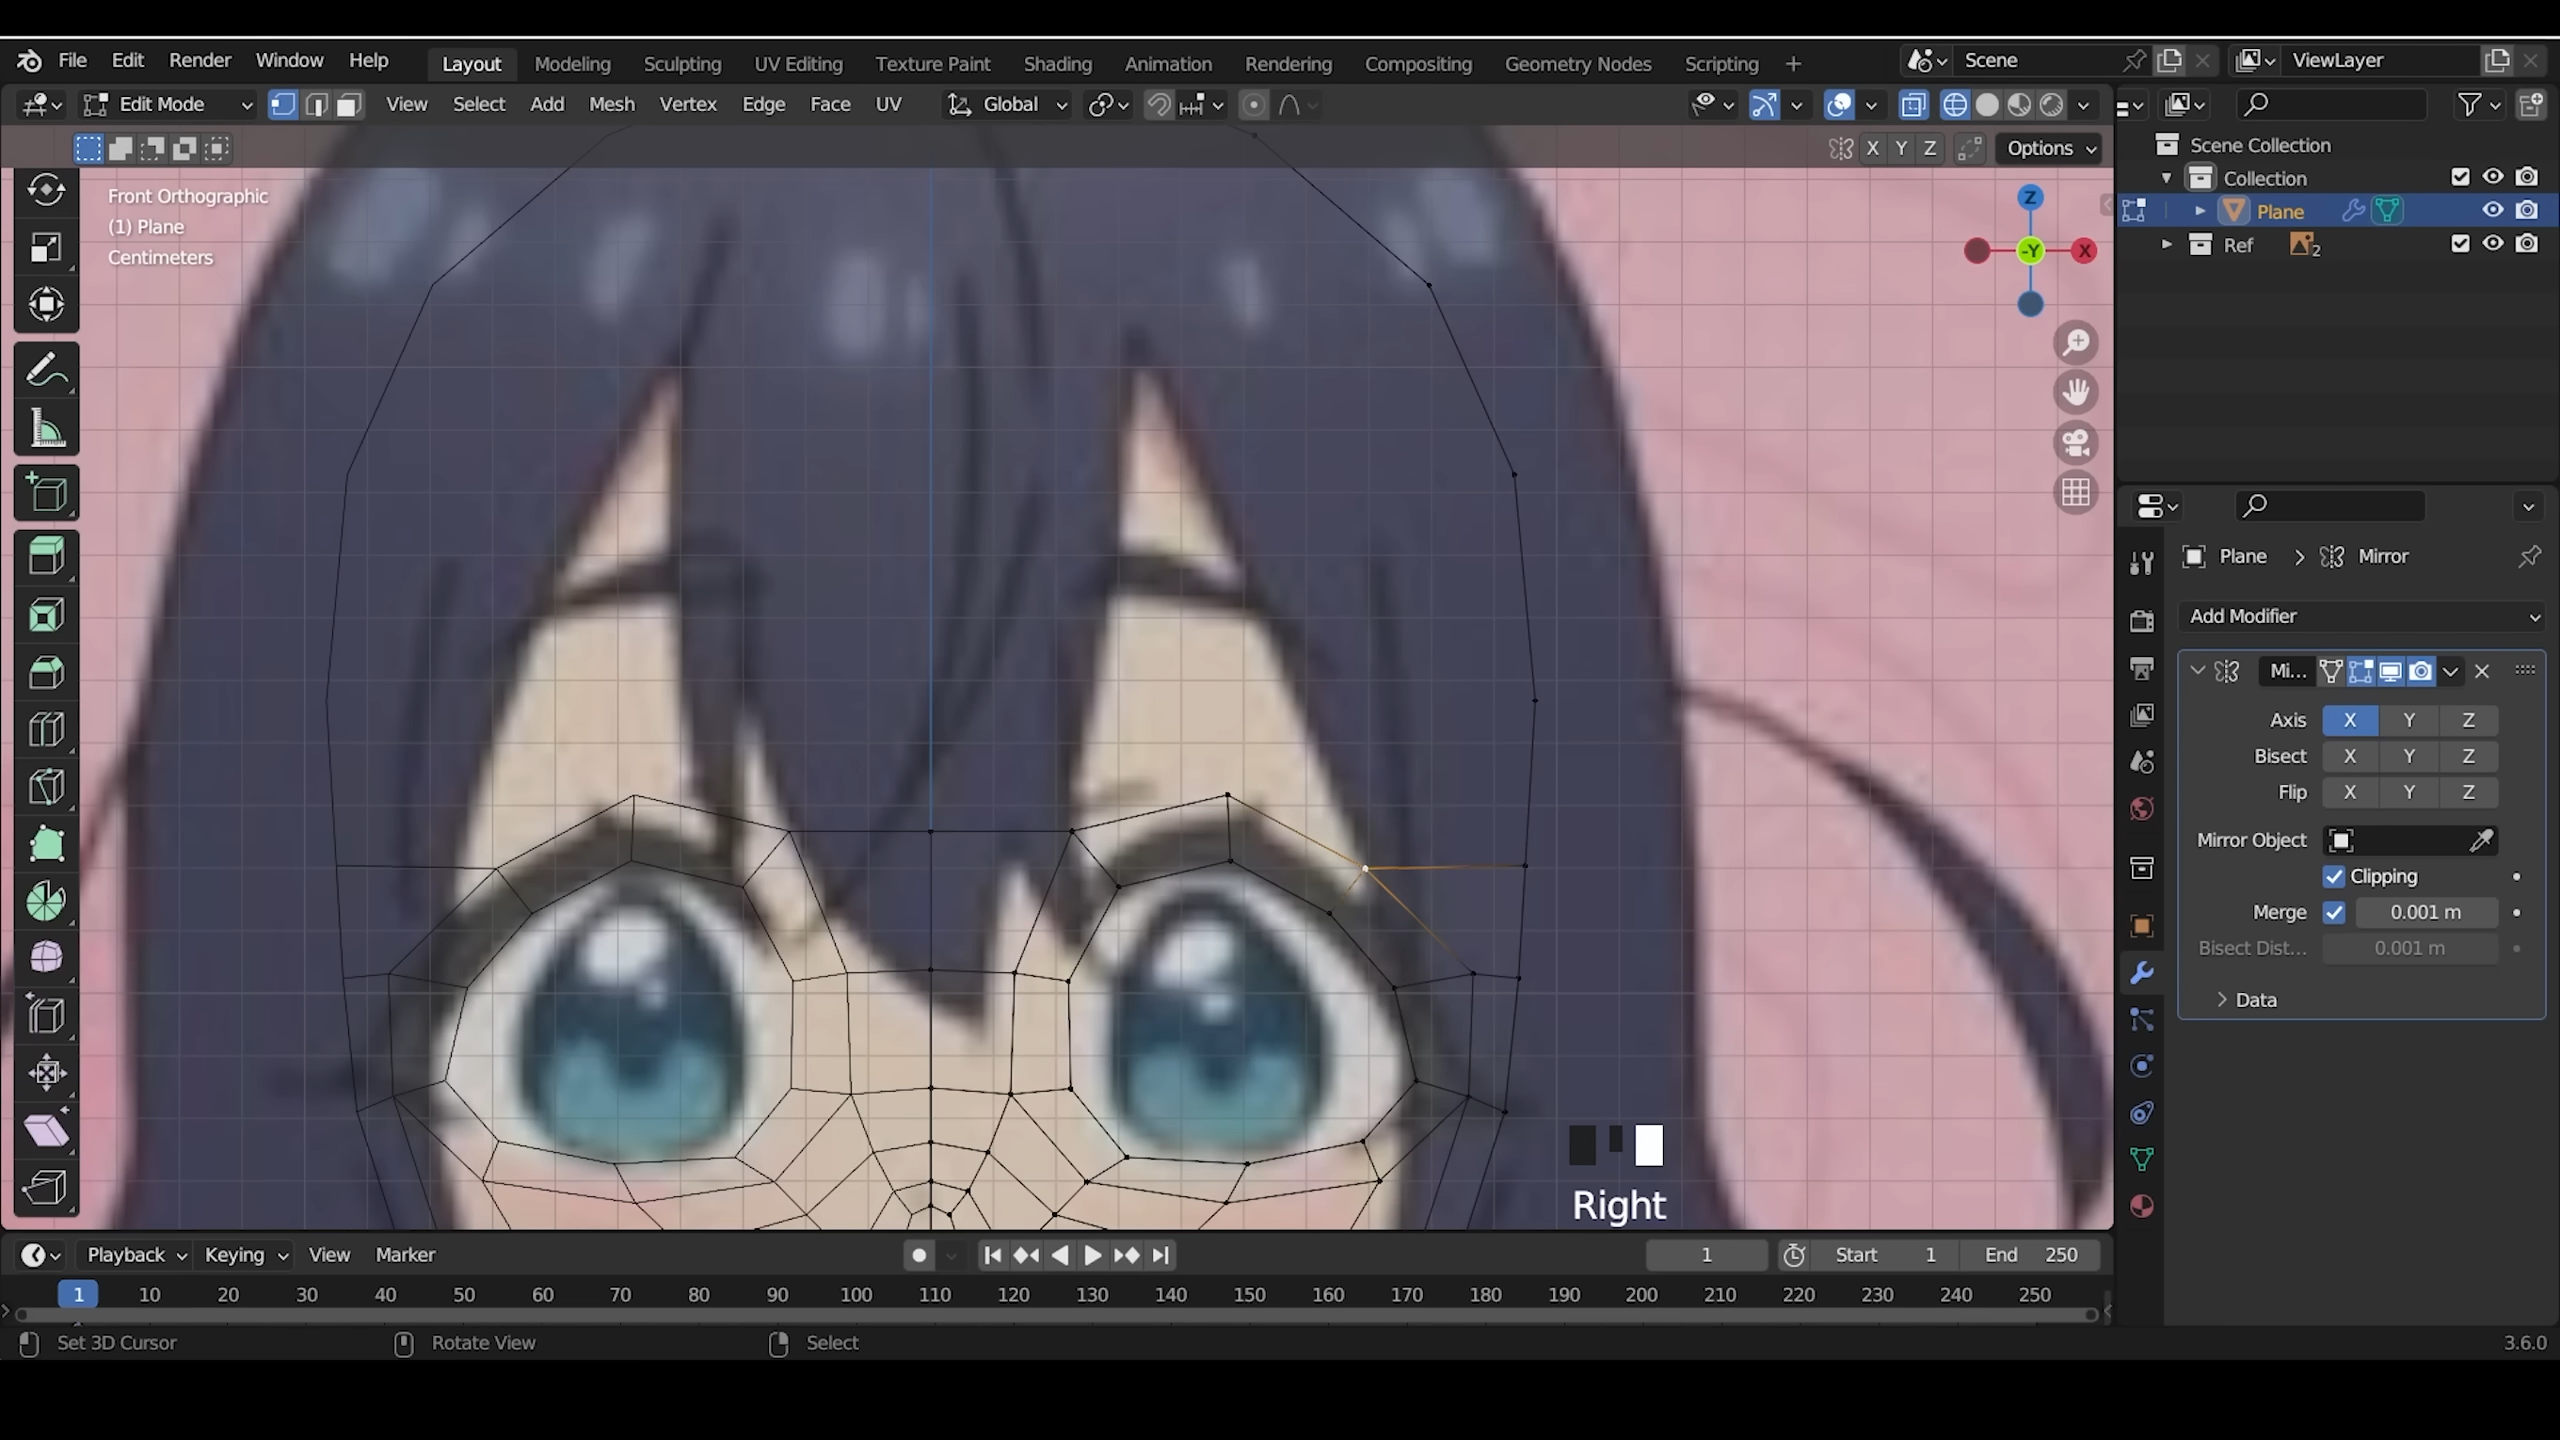 File Edit Render Window Help Layout Modeling Sculpting UV Editing Texture Paint Shading Animation Rendering Compositing Geometry Nodes Scripting + Scene ViewLayer
Edit Mode View Select Add Mesh Vertex Edge Face UV Global
X Y Z Options
Front Orthographic
(1) Plane
Centimeters
Z
-Y
X
Scene Collection
Collection
Plane
Ref 2
Plane > Mirror
Add Modifier
Mi...
Axis X Y Z
Bisect X Y Z
Flip X Y Z
Mirror Object
Clipping
Merge 0.001 m
Bisect Dist... 0.001 m
Data
Right
Playback Keying View Marker 1 Start 1 End 250
1 10 20 30 40 50 60 70 80 90 100 110 120 130 140 150 160 170 180 190 200 210 220 230 240 250
Set 3D Cursor Rotate View Select 3.6.0